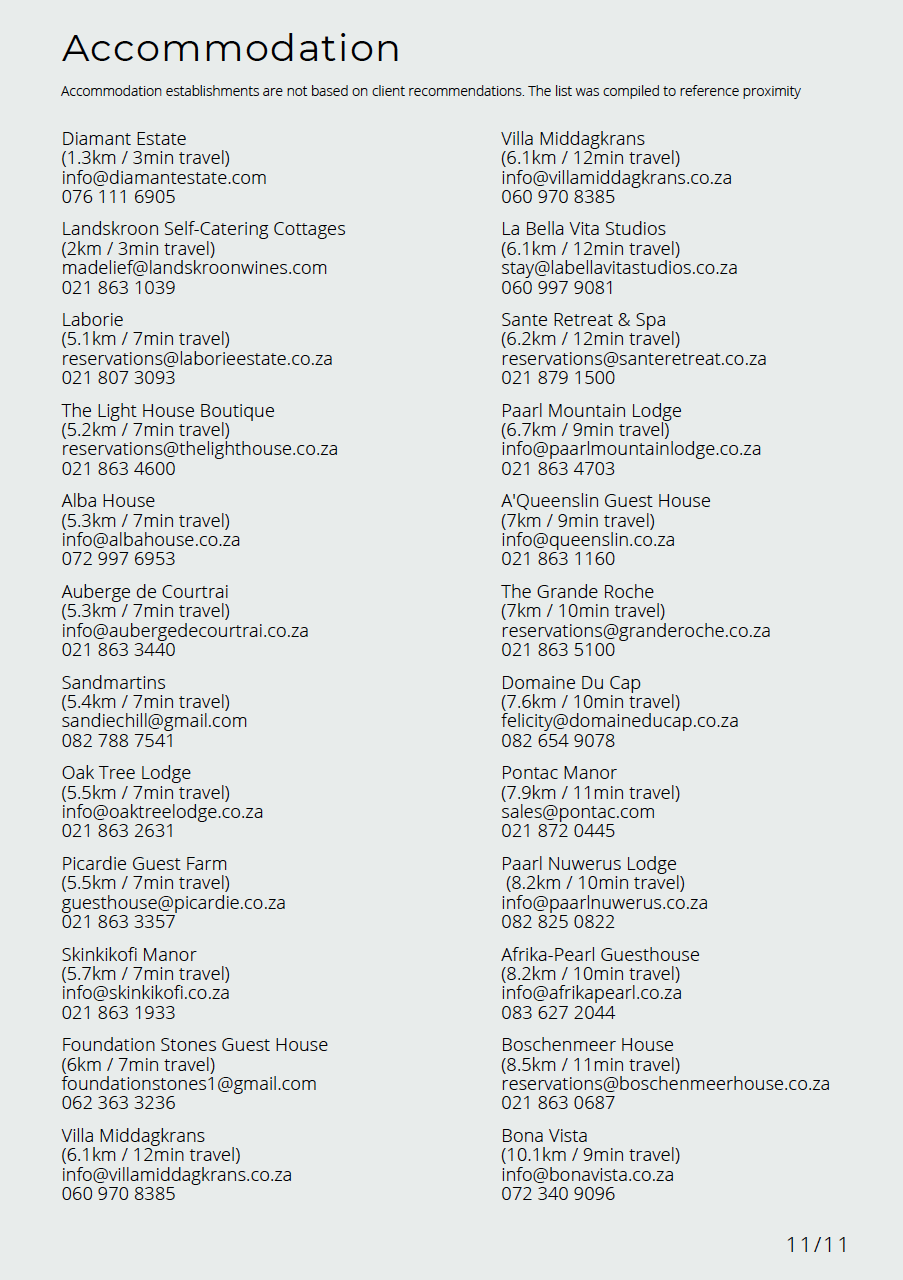 Accommodation
Accommodation establishments are not based on client recommendations. The list was compiled to reference proximity
Diamant Estate
(1.3km / 3min travel)
info@diamantestate.com
076 111 6905
Landskroon Self-Catering Cottages
(2km / 3min travel)
madelief@landskroonwines.com
021 863 1039
Laborie
(5.1km / 7min travel)
reservations@laborieestate.co.za
021 807 3093
The Light House Boutique
(5.2km / 7min travel)
reservations@thelighthouse.co.za
021 863 4600
Alba House
(5.3km / 7min travel)
info@albahouse.co.za
072 997 6953
Auberge de Courtrai
(5.3km / 7min travel)
info@aubergedecourtrai.co.za
021 863 3440
Sandmartins
(5.4km / 7min travel)
sandiechill@gmail.com
082 788 7541
Oak Tree Lodge
(5.5km / 7min travel)
info@oaktreelodge.co.za
021 863 2631
Picardie Guest Farm
(5.5km / 7min travel)
guesthouse@picardie.co.za
021 863 3357
Skinkikofi Manor
(5.7km / 7min travel)
info@skinkikofi.co.za
021 863 1933
Foundation Stones Guest House
(6km / 7min travel)
foundationstones1@gmail.com
062 363 3236
Villa Middagkrans
(6.1km / 12min travel)
info@villamiddagkrans.co.za
060 970 8385
Villa Middagkrans
(6.1km / 12min travel)
info@villamiddagkrans.co.za
060 970 8385
La Bella Vita Studios
(6.1km / 12min travel)
stay@labellavitastudios.co.za
060 997 9081
Sante Retreat & Spa
(6.2km / 12min travel)
reservations@santeretreat.co.za
021 879 1500
Paarl Mountain Lodge
(6.7km / 9min travel)
info@paarlmountainlodge.co.za
021 863 4703
A'Queenslin Guest House
(7km / 9min travel)
info@queenslin.co.za
021 863 1160
The Grande Roche
(7km / 10min travel)
reservations@granderoche.co.za
021 863 5100
Domaine Du Cap
(7.6km / 10min travel)
felicity@domaineducap.co.za
082 654 9078
Pontac Manor
(7.9km / 11min travel)
sales@pontac.com
021 872 0445
Paarl Nuwerus Lodge
(8.2km / 10min travel)
info@paarlnuwerus.co.za
082 825 0822
Afrika-Pearl Guesthouse
(8.2km / 10min travel)
info@afrikapearl.co.za
083 627 2044
Boschenmeer House
(8.5km / 11min travel)
reservations@boschenmeerhouse.co.za
021 863 0687
Bona Vista
(10.1km / 9min travel)
info@bonavista.co.za
072 340 9096
11/11